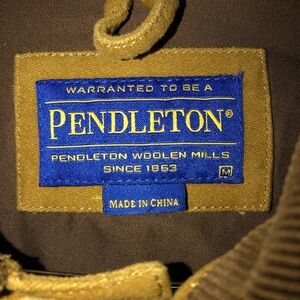 WARRANTED TO BE A
PENDLETON®
PENDLETON WOOLEN MILLS
SINCE 1863
M
MADE IN CHINA